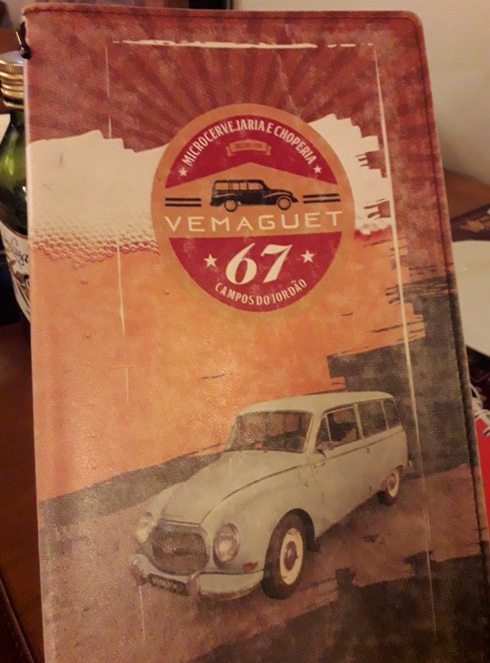 MICROCERVEJARIA E CHOPERIA
VEMAGUET
67
CAMPOS DO JORDÃO